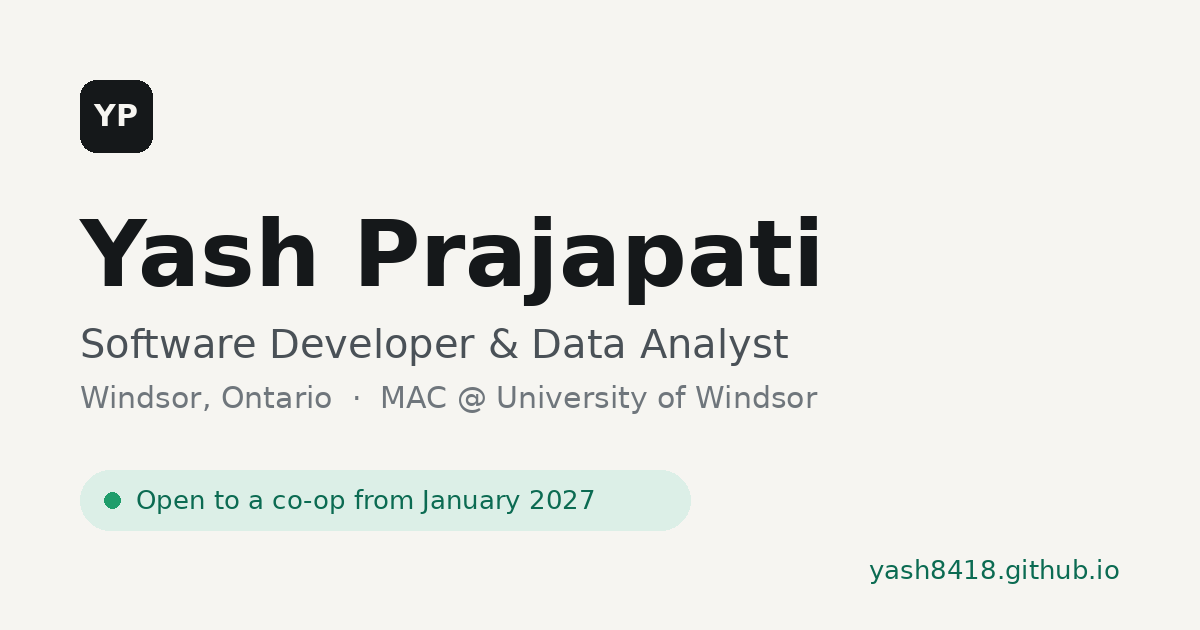 YP
Yash Prajapati
Software Developer & Data Analyst
Windsor, Ontario · MAC @ University of Windsor
Open to a co-op from January 2027
yash8418.github.io